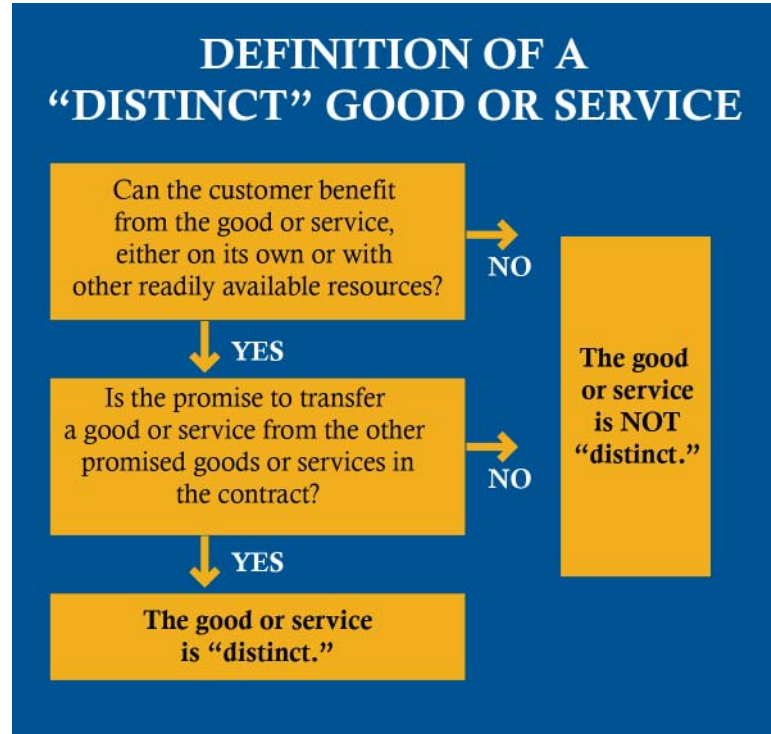 DEFINITION OF A
“DISTINCT” GOOD OR SERVICE
Can the customer benefit
from the good or service,
either on its own or with
other readily available resources?
NO
YES
Is the promise to transfer
a good or service from the other
promised goods or services in
the contract?
NO
The good
or service
is NOT
“distinct.”
YES
The good or service
is “distinct.”